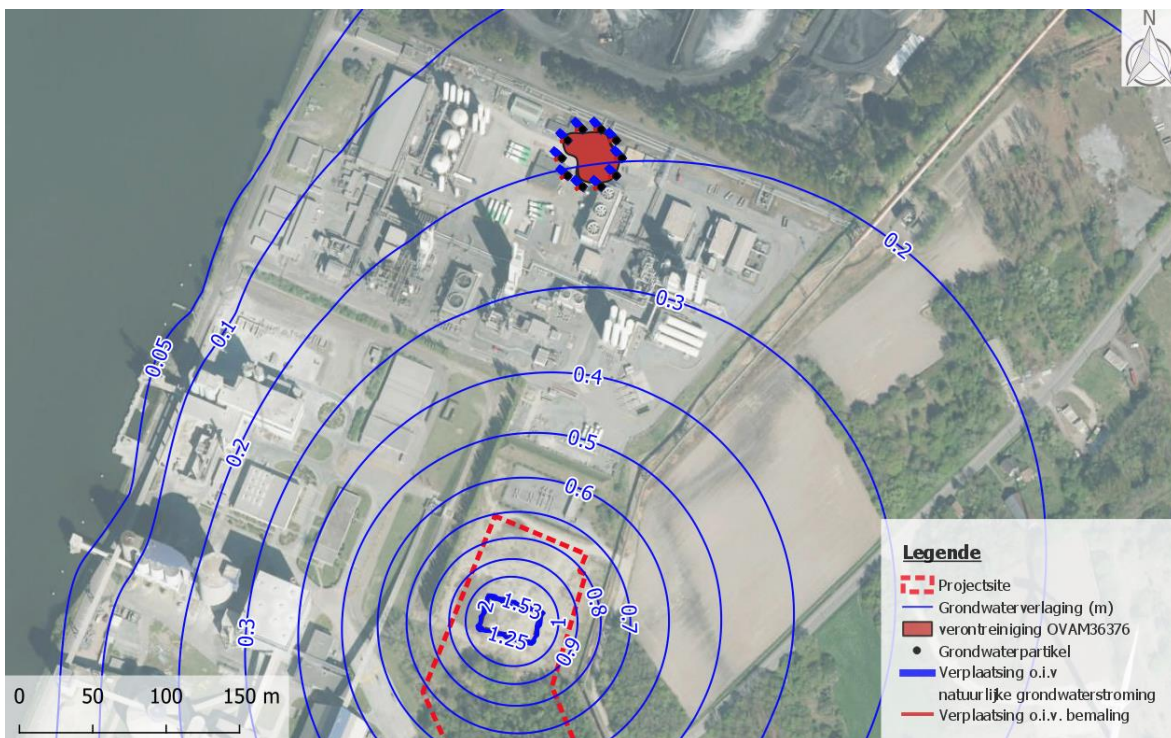 N
0.2
0.3
0.1
0.05
0.4
0.2
0.5
0.6
0.3
0.8
0.7
0.9
1
2
1.53
1.25
Legende
Projectsite
Grondwaterverlaging (m)
verontreiniging OVAM36376
Grondwaterpartikel
Verplaatsing o.i.v
natuurlijke grondwaterstroming
Verplaatsing o.i.v. bemaling
0 50 100 150 m